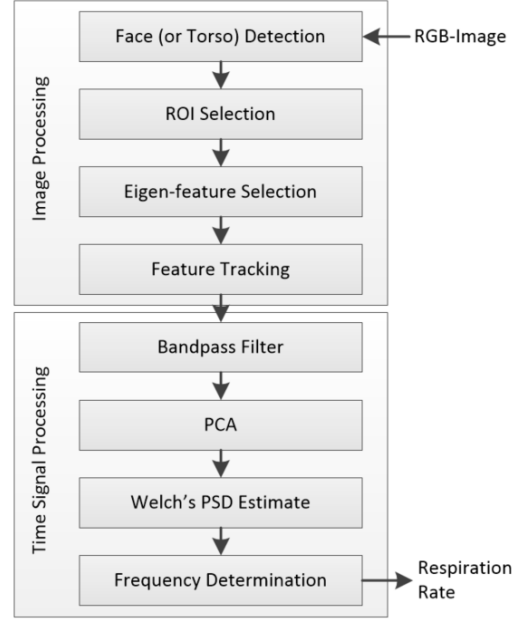 Face (or Torso) Detection
RGB-Image
ROI Selection
Eigen-feature Selection
Feature Tracking
Image Processing
Bandpass Filter
PCA
Welch's PSD Estimate
Frequency Determination
Respiration
Rate
Time Signal Processing